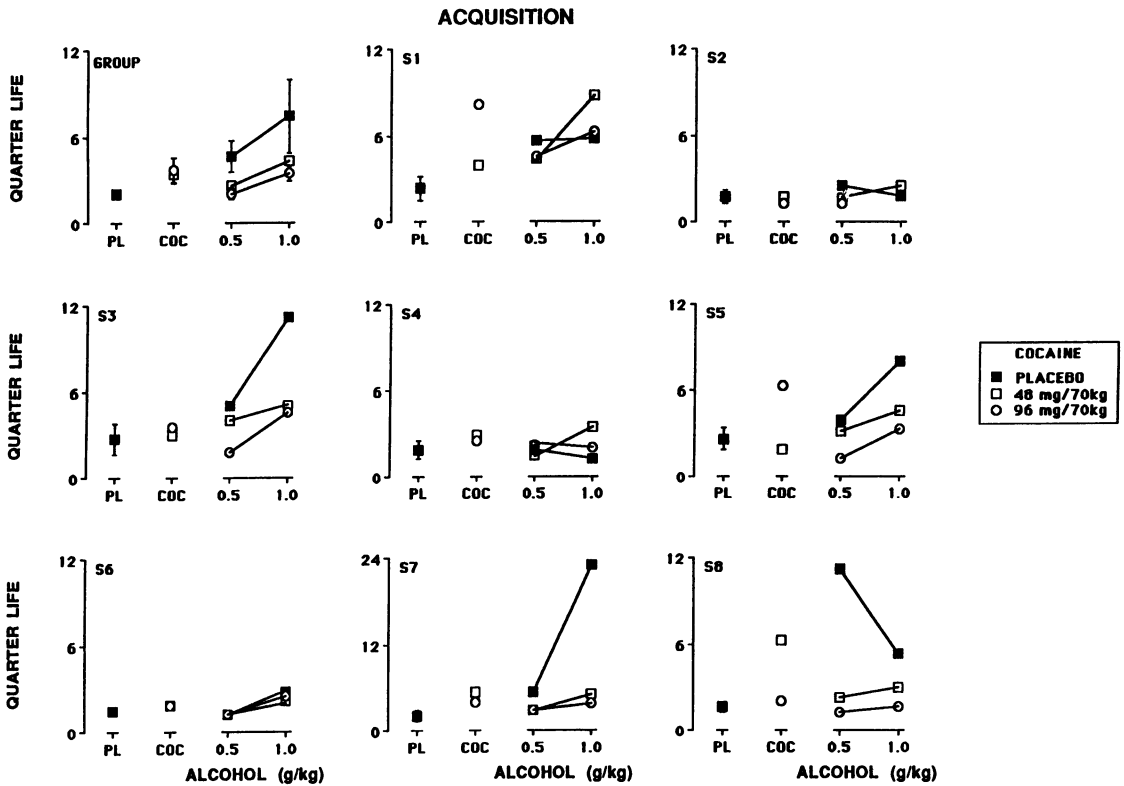 ACQUISITION
QUARTER LIFE
12
6
0
GROUP
PL
COC
0.5
1.0
12
6
0
S1
PL
COC
0.5
1.0
12
6
0
S2
PL
COC
0.5
1.0
QUARTER LIFE
12
6
0
S3
PL
COC
0.5
1.0
12
6
0
S4
PL
COC
0.5
1.0
12
6
0
S5
PL
COC
0.5
1.0
COCAINE
PLACEBO
48 mg/70kg
96 mg/70kg
QUARTER LIFE
12
6
0
S6
PL
COC
0.5
1.0
ALCOHOL (g/kg)
24
12
0
S7
PL
COC
0.5
1.0
ALCOHOL (g/kg)
12
6
0
S8
PL
COC
0.5
1.0
ALCOHOL (g/kg)